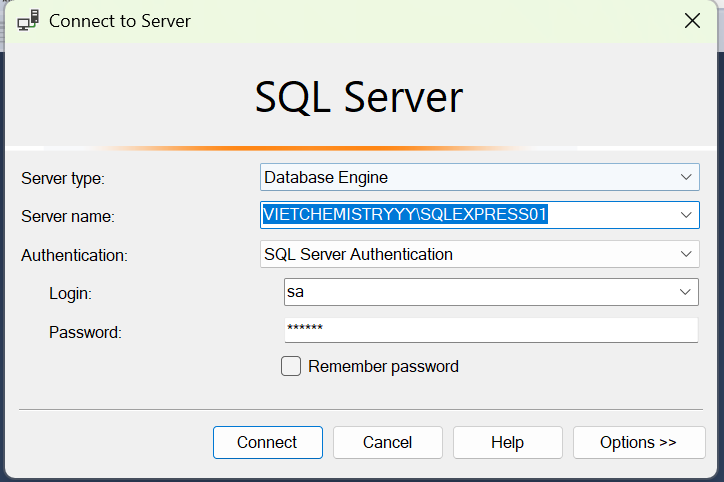 Connect to Server
SQL Server
Server type: Database Engine
Server name: VIETCHEMISTRYYY\SQLEXPRESS01
Authentication: SQL Server Authentication
Login: sa
Password: ******
Remember password
Connect Cancel Help Options >>